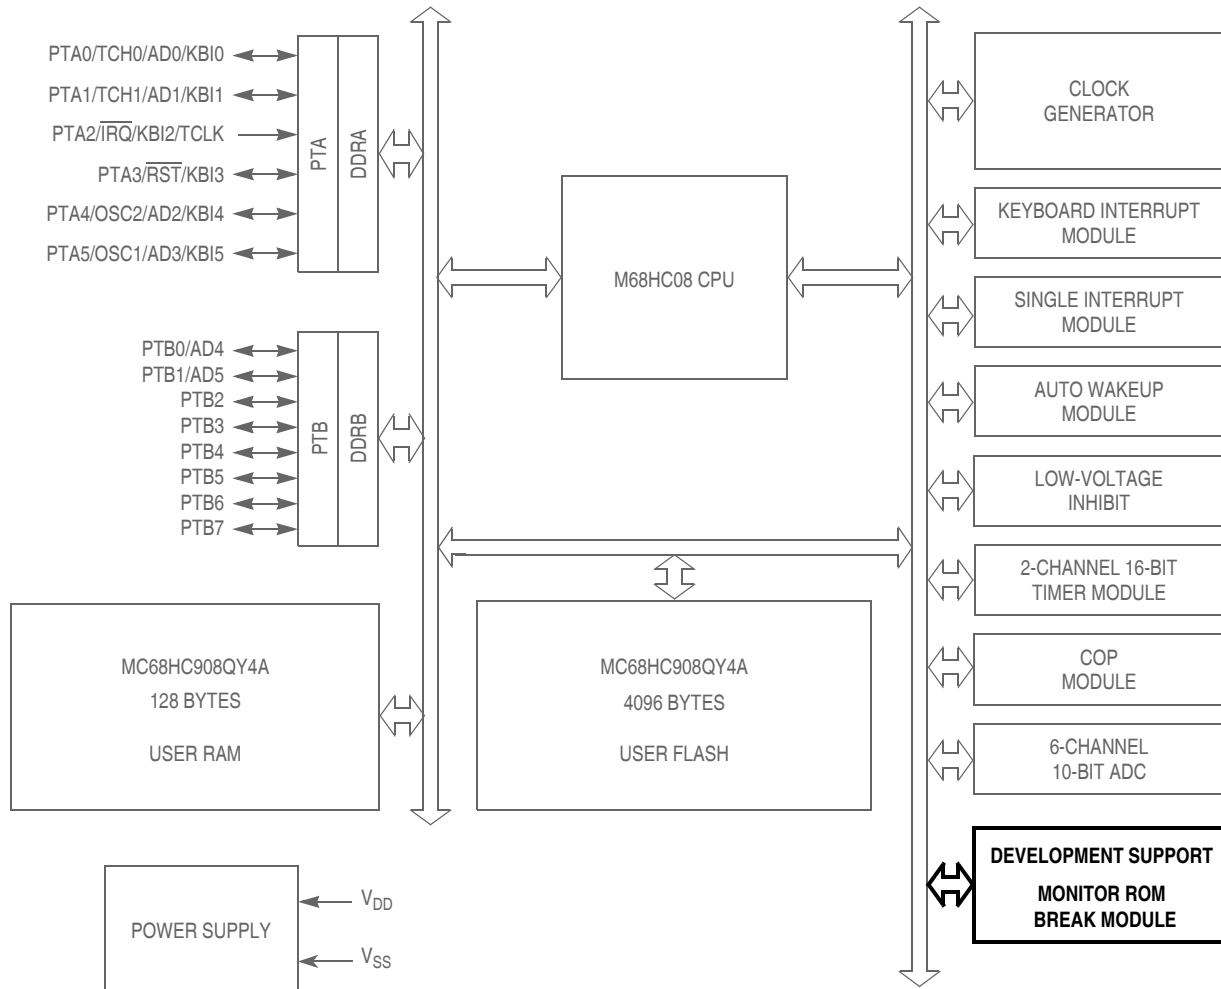 PTA0/TCH0/AD0/KBI0
PTA1/TCH1/AD1/KBI1
PTA2/IRQ/KBI2/TCLK
PTA3/RST/KBI3
PTA4/OSC2/AD2/KBI4
PTA5/OSC1/AD3/KBI5
PTA
DDRA
PTB0/AD4
PTB1/AD5
PTB2
PTB3
PTB4
PTB5
PTB6
PTB7
PTB
DDRB
M68HC08 CPU
MC68HC908QY4A
128 BYTES
USER RAM
MC68HC908QY4A
4096 BYTES
USER FLASH
POWER SUPPLY
VDD
VSS
CLOCK
GENERATOR
KEYBOARD INTERRUPT
MODULE
SINGLE INTERRUPT
MODULE
AUTO WAKEUP
MODULE
LOW-VOLTAGE
INHIBIT
2-CHANNEL 16-BIT
TIMER MODULE
COP
MODULE
6-CHANNEL
10-BIT ADC
DEVELOPMENT SUPPORT
MONITOR ROM
BREAK MODULE